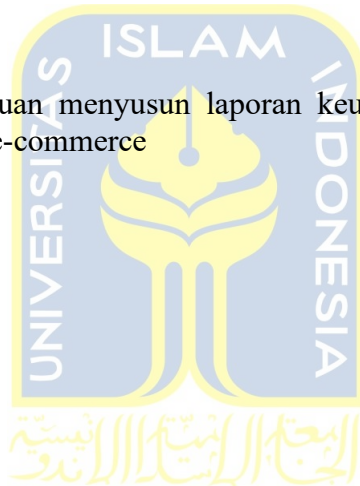 ISLAM
UNIVERSITAS
INDONESIA
uan menyusun laporan keu
e-commerce